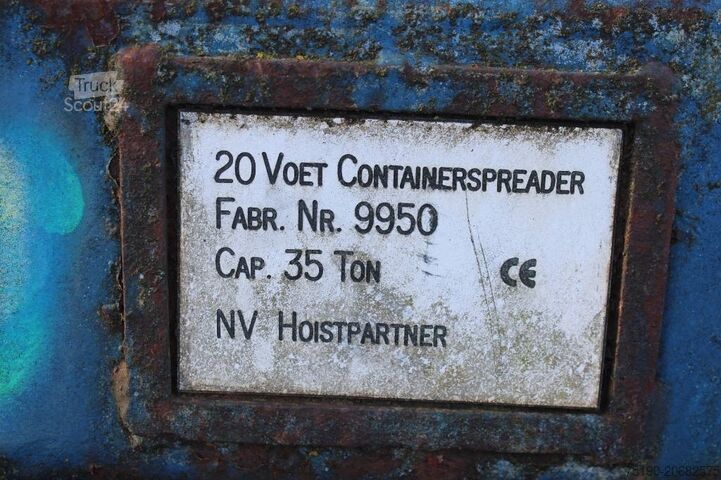 Truck
Scout24
20 VOET CONTAINERSPREADER
FABR. NR. 9950
CAP. 35 TON
CE
NV HOISTPARTNER